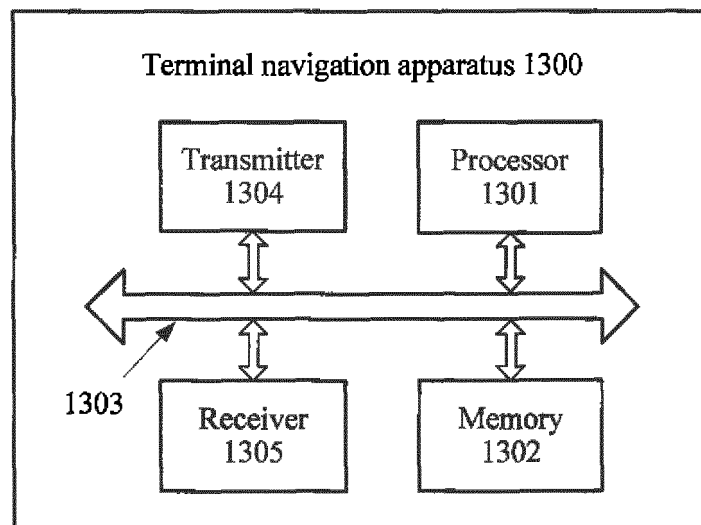 Terminal navigation apparatus 1300
Transmitter
1304
Processor
1301
1303
Receiver
1305
Memory
1302